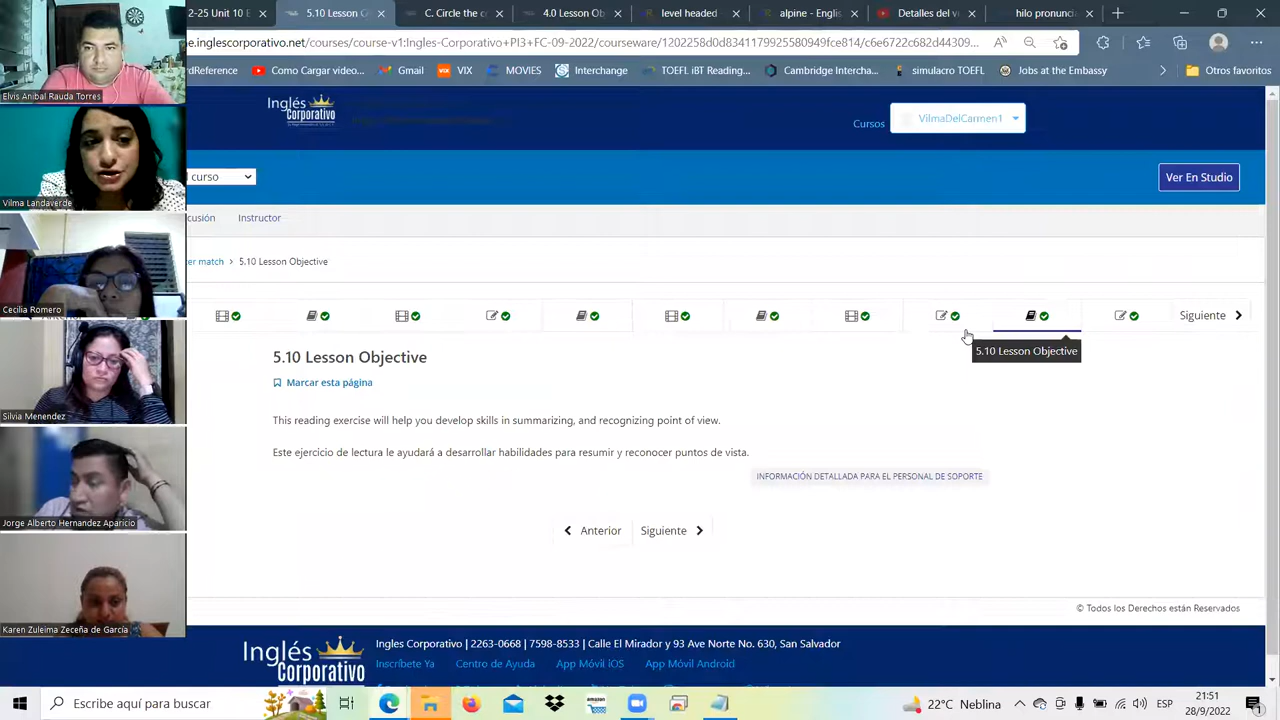 2-25 Unit 10 E
5.10 Lesson Obje
C. Circle the c
4.0 Lesson Obj
level headed
alpine - Englis
Detalles del v
hilo pronunci
e.inglescorporativo.net/courses/course-v1:Ingles-Corporativo+PI3+FC-09-2022/courseware/1202258d0d8341179925580949fce814/c6e6722c682d44309...
rdReference
Como Cargar video...
Gmail
VIX
MOVIES
Interchange
TOEFL iBT Reading...
Cambridge Intercha...
simulacro TOEFL
Jobs at the Embassy
Otros favoritos
Inglés
Corporativo
Cursos
VilmaDelCarmen1
l curso
Ver En Studio
cusión
Instructor
er match > 5.10 Lesson Objective
Siguiente
5.10 Lesson Objective
5.10 Lesson Objective
Marcar esta página
This reading exercise will help you develop skills in summarizing, and recognizing point of view.
Este ejercicio de lectura le ayudará a desarrollar habilidades para resumir y reconocer puntos de vista.
INFORMACIÓN DETALLADA PARA EL PERSONAL DE SOPORTE
Anterior
Siguiente
© Todos los Derechos están Reservados
Inglés
Corporativo
Ingles Corporativo | 2263-0668 | 7598-8533 | Calle El Mirador y 93 Ave Norte No. 630, San Salvador
Inscríbete Ya
Centro de Ayuda
App Móvil iOS
App Móvil Android
Elvis Anibal Rauda Torres
Vilma Landaverde
Cecilia Romero
Silvia Menendez
Jorge Alberto Hernandez Aparicio
Karen Zuleima Zeceña de García
Escribe aquí para buscar
amazon
22°C Neblina
ESP
21:51
28/9/2022
1